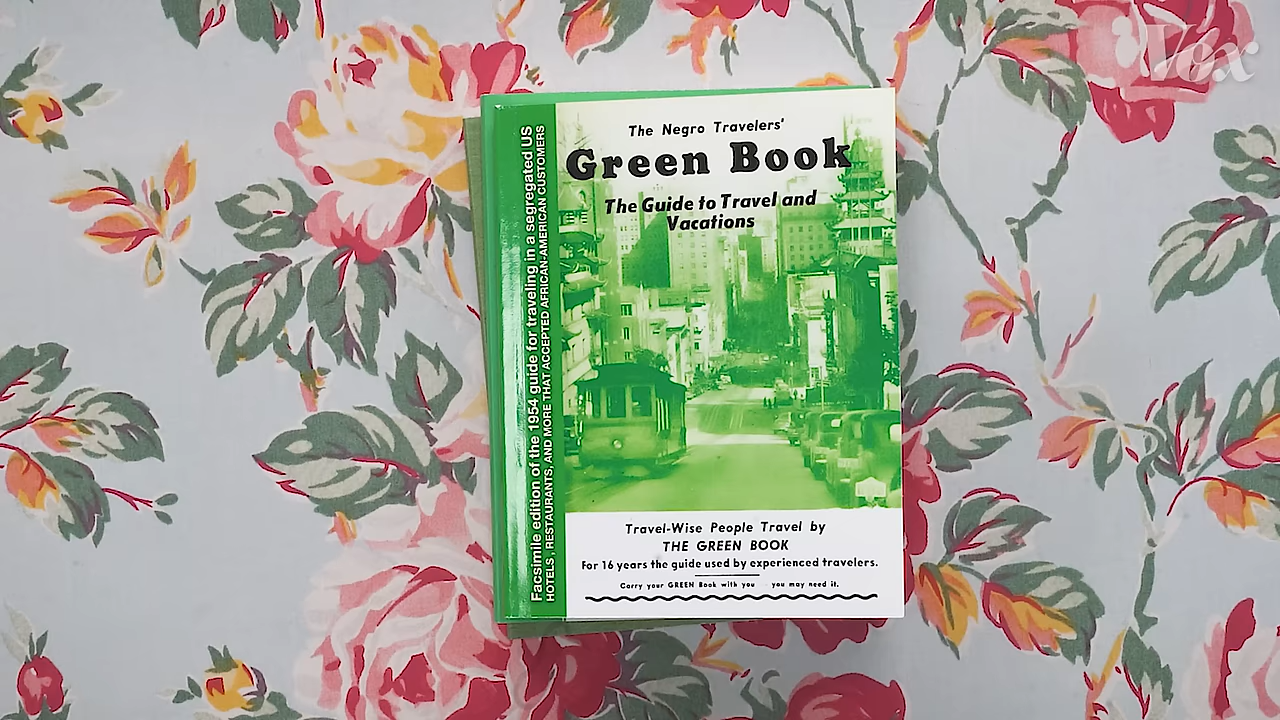 Vox
Facsimile edition of the 1954 guide for traveling in a segregated US
HOTELS, RESTAURANTS, AND MORE THAT ACCEPTED AFRICAN-AMERICAN CUSTOMERS
The Negro Travelers'
Green Book
The Guide to Travel and
Vacations
Travel-Wise People Travel by
THE GREEN BOOK
For 16 years the guide used by experienced travelers.
Carry your GREEN Book with you you may need it.